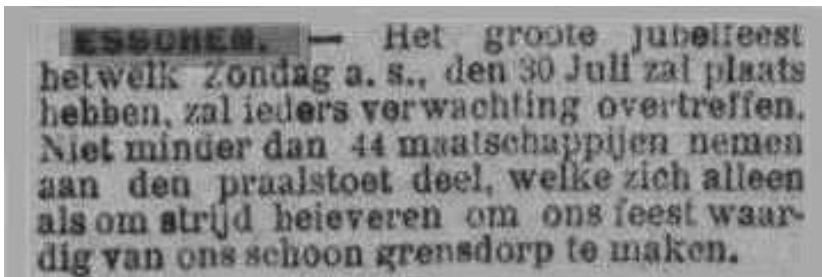 ESSCHEN. — Het groote jubelfeest
hetwelk Zondag a. s., den 30 Juli zal plaats
hebben, zal ieders verwachting overtreffen.
Niet minder dan 44 maatschappijen nemen
aan den praalstoet deel, welke zich alleen
als om strijd beieveren om ons feest waar-
dig van ons schoon grensdorp te maken.